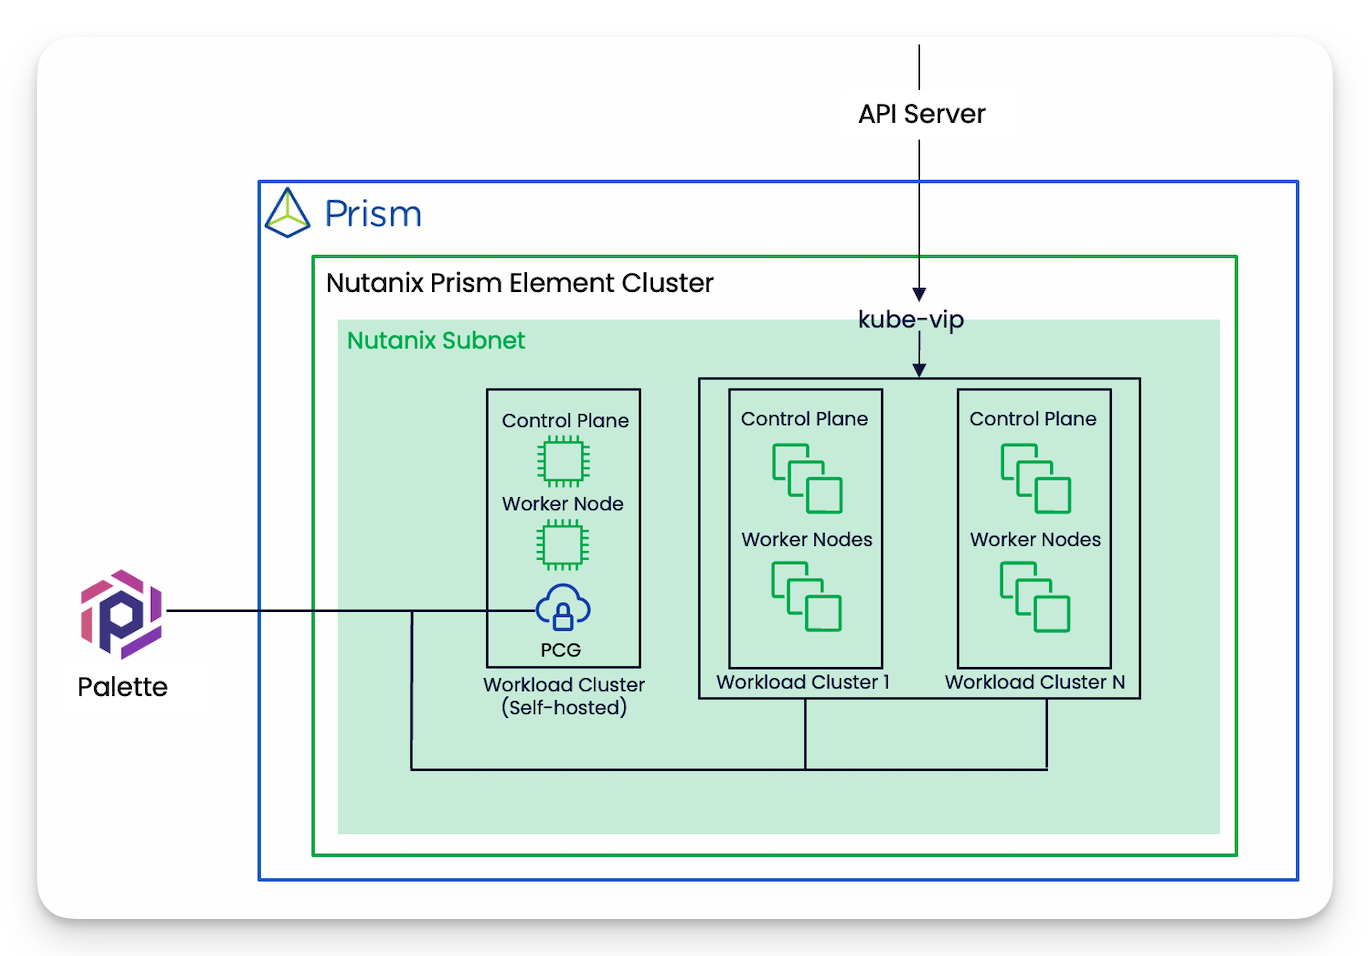 API Server
Prism
Nutanix Prism Element Cluster
kube-vip
Nutanix Subnet
Control Plane
Worker Node
PCG
Workload Cluster
(Self-hosted)
Control Plane
Worker Nodes
Workload Cluster 1
Control Plane
Worker Nodes
Workload Cluster N
Palette